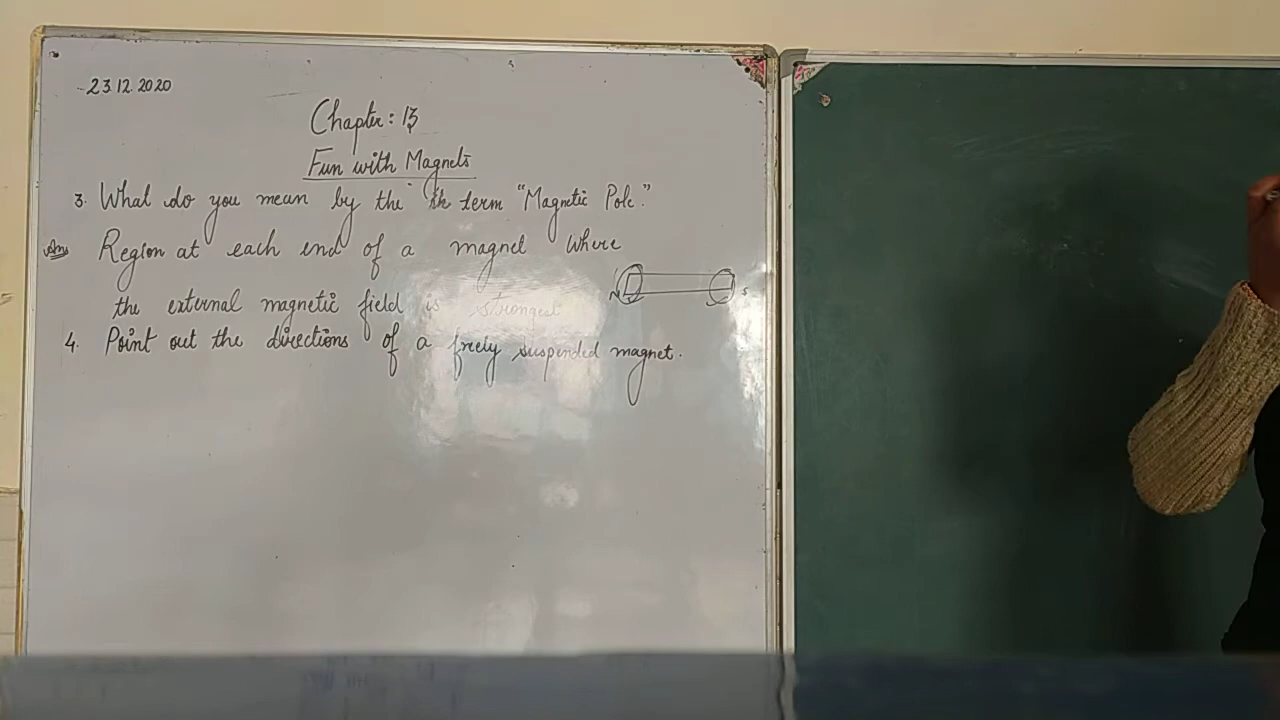 23.12.2020
Chapter: 13
Fun with Magnets
3. What do you mean by the th term "Magnetic Pole."
Ans Region at each end of a magnet where
the external magnetic field is strongest
N S
4. Point out the directions of a freely suspended magnet.